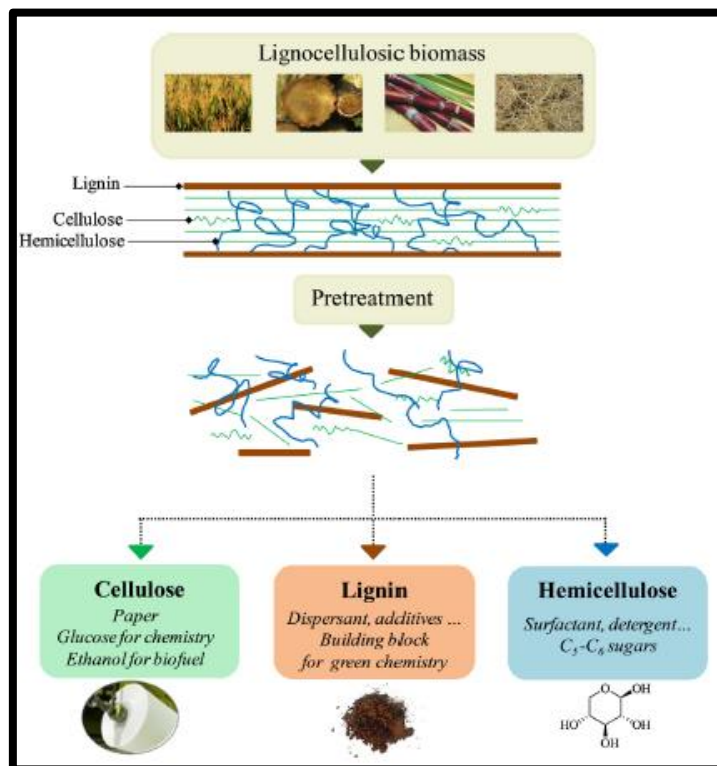 Lignocellulosic biomass
Lignin
Cellulose
Hemicellulose
Pretreatment
Cellulose
Paper
Glucose for chemistry
Ethanol for biofuel
Lignin
Dispersant, additives ...
Building block
for green chemistry
Hemicellulose
Surfactant, detergent...
C₅-C₆ sugars
O
OH
HO
OH
OH